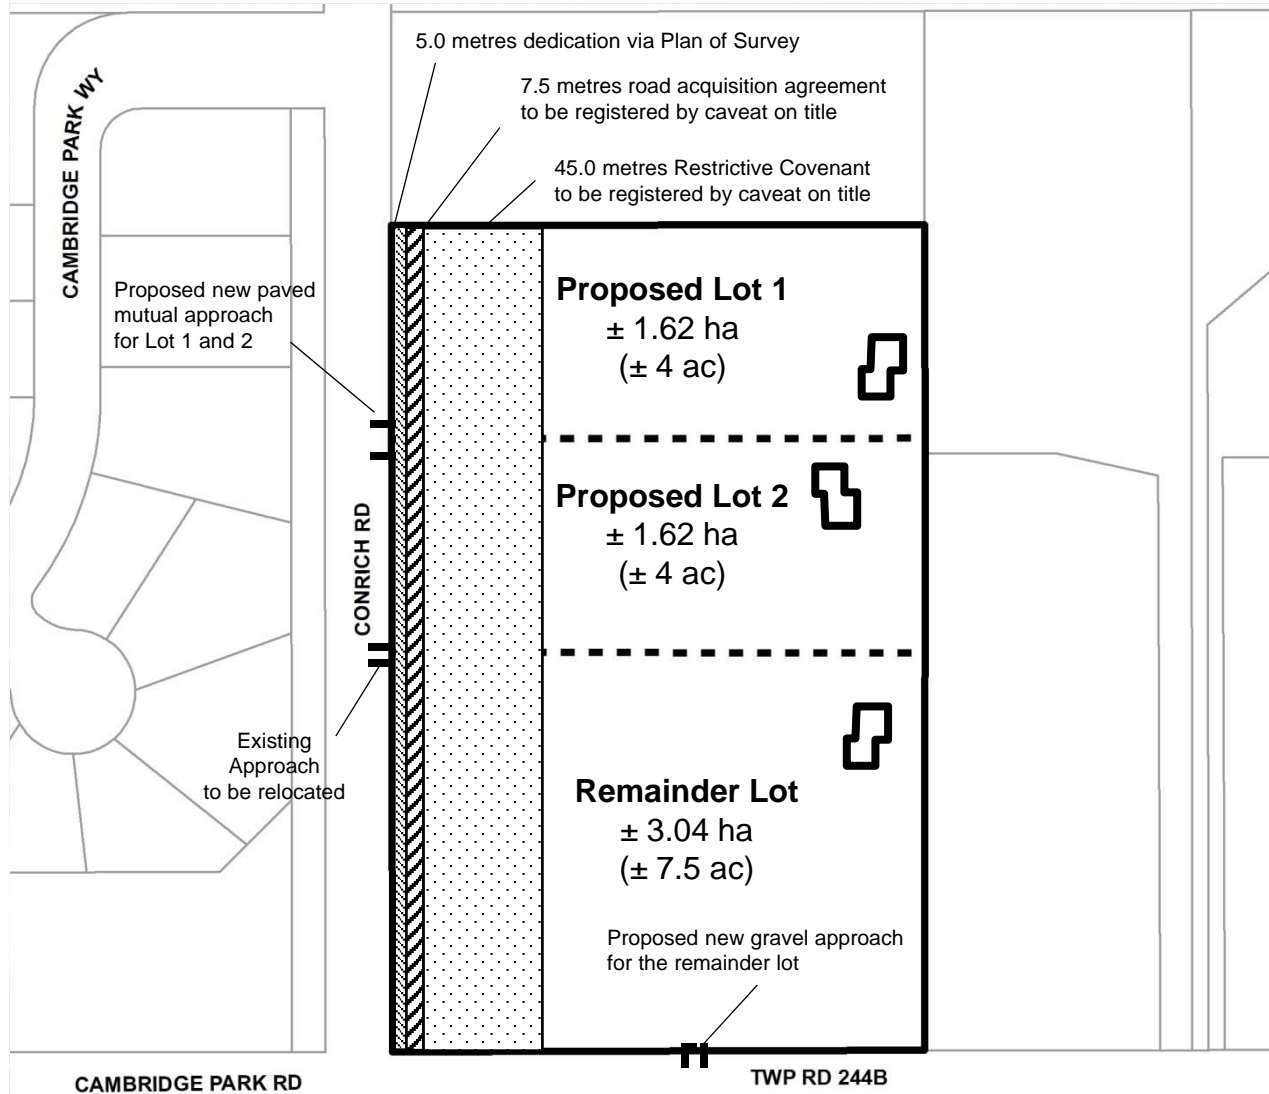 5.0 metres dedication via Plan of Survey
7.5 metres road acquisition agreement
to be registered by caveat on title
45.0 metres Restrictive Covenant
to be registered by caveat on title
CAMBRIDGE PARK WY
Proposed new paved
mutual approach
for Lot 1 and 2
Proposed Lot 1
± 1.62 ha
(± 4 ac)
Proposed Lot 2
± 1.62 ha
(± 4 ac)
CONRICH RD
Existing
Approach
to be relocated
Remainder Lot
± 3.04 ha
(± 7.5 ac)
Proposed new gravel approach
for the remainder lot
CAMBRIDGE PARK RD
TWP RD 244B